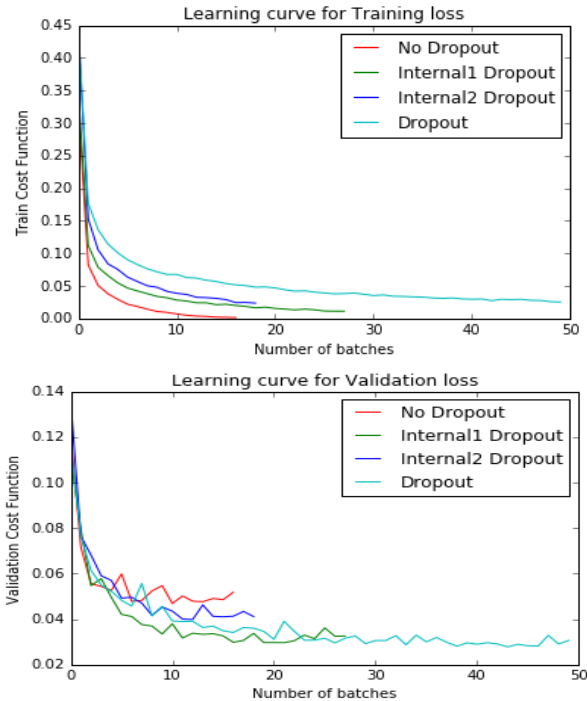 Learning curve for Training loss
0.45
0.40
0.35
0.30
0.25
0.20
0.15
0.10
0.05
0.00
Train Cost Function
No Dropout
Internal1 Dropout
Internal2 Dropout
Dropout
0 10 20 30 40 50
Number of batches
Learning curve for Validation loss
0.14
0.12
0.10
0.08
0.06
0.04
0.02
Validation Cost Function
No Dropout
Internal1 Dropout
Internal2 Dropout
Dropout
0 10 20 30 40 50
Number of batches